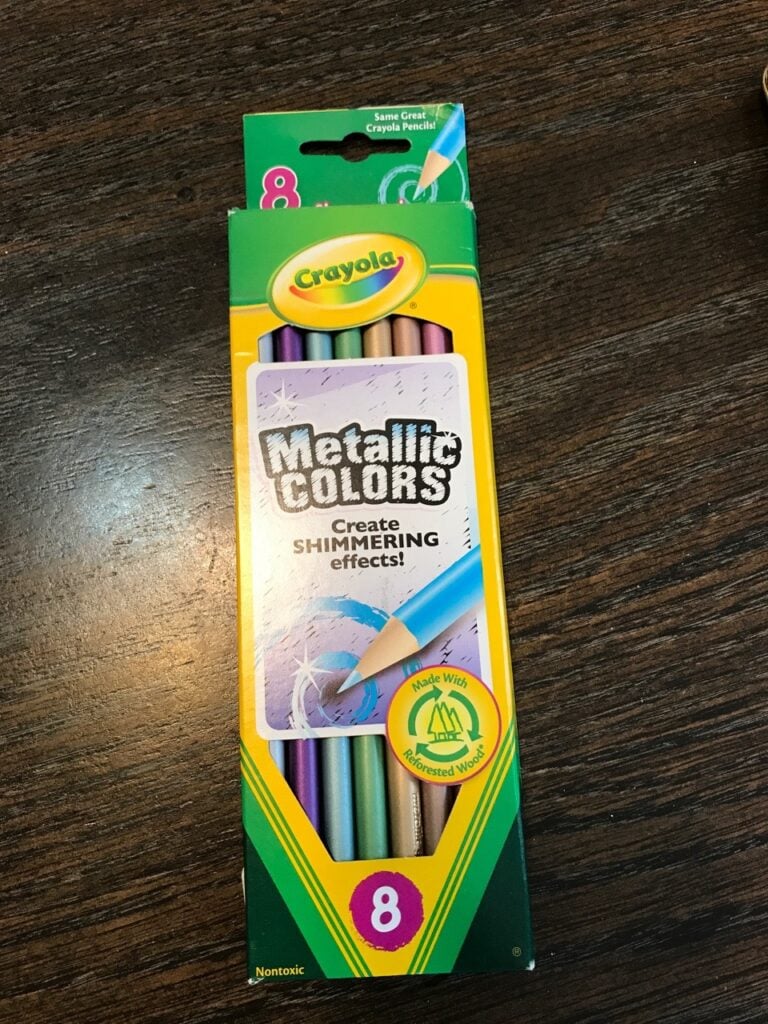 Same Great
Crayola Pencils!
8
Crayola
®
Metallic
COLORS
Create
SHIMMERING
effects!
Made With
Reforested Wood*
8
Nontoxic